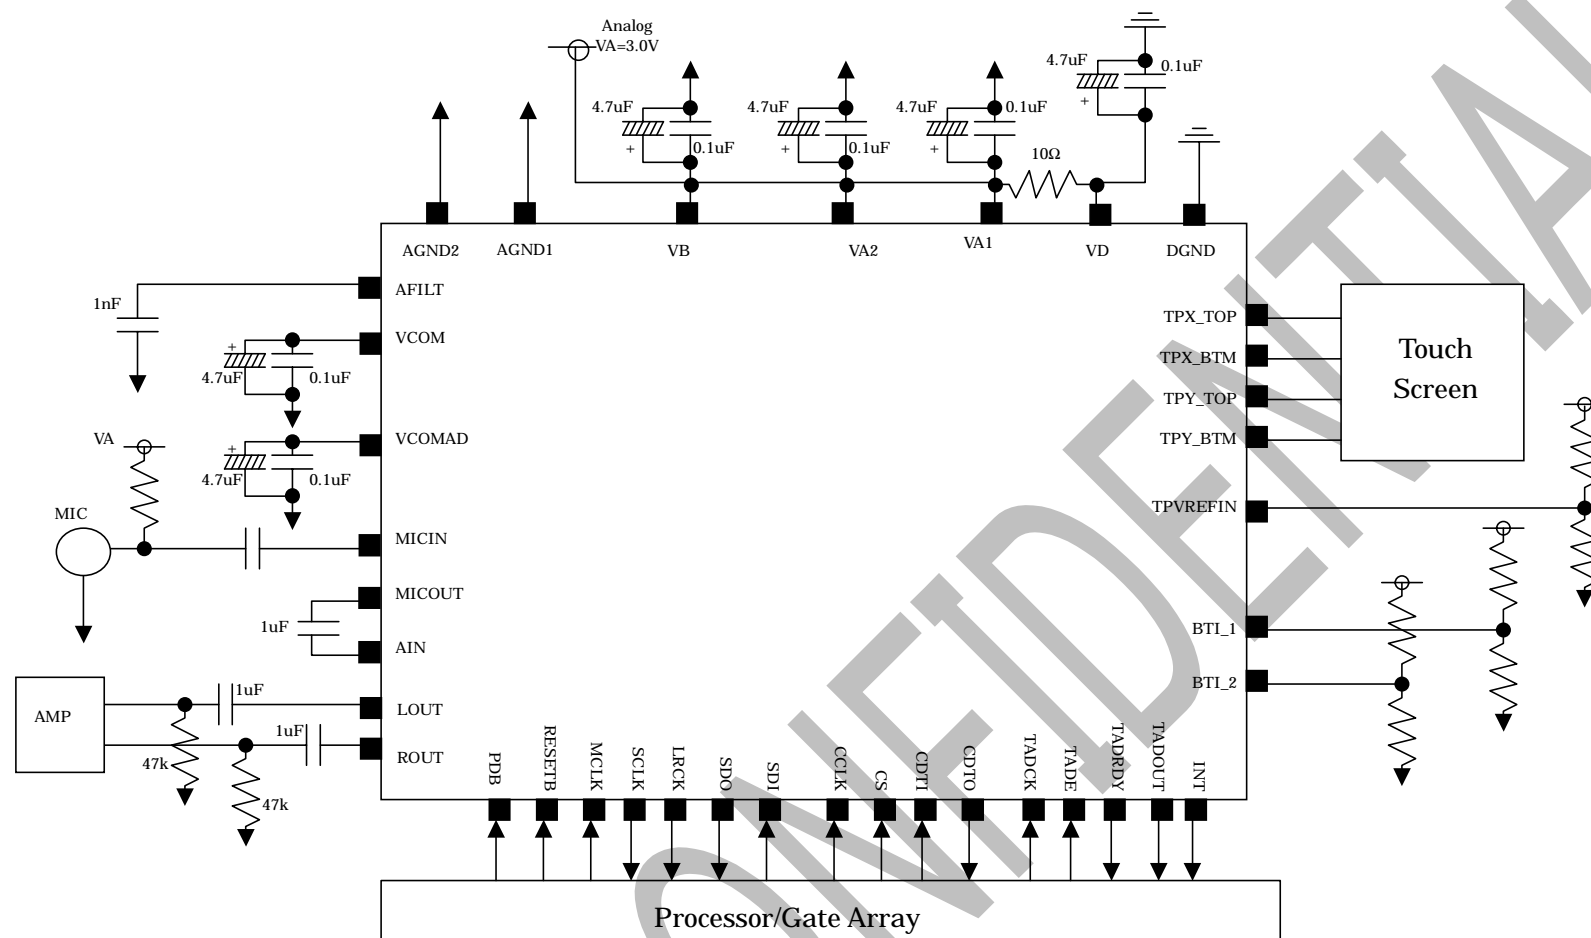 Analog
VA=3.0V
4.7uF
0.1uF
4.7uF
0.1uF
4.7uF
0.1uF
4.7uF
0.1uF
10Ω
AGND2
AGND1
VB
VA2
VA1
VD
DGND
1nF
AFILT
VCOM
+
4.7uF
0.1uF
VCOMAD
+
4.7uF
0.1uF
VA
MIC
MICIN
MICOUT
1uF
AIN
AMP
1uF
LOUT
1uF
ROUT
47k
47k
TPX_TOP
TPX_BTM
TPY_TOP
TPY_BTM
Touch
Screen
TPVREFIN
BTI_1
BTI_2
PDB
RESETB
MCLK
SCLK
LRCK
SDO
SDI
CCLK
CS
CDTI
CDTO
TADCK
TADE
TADRDY
TADOUT
INT
Processor/Gate Array
+
+
+
+
ONFIDENTIA